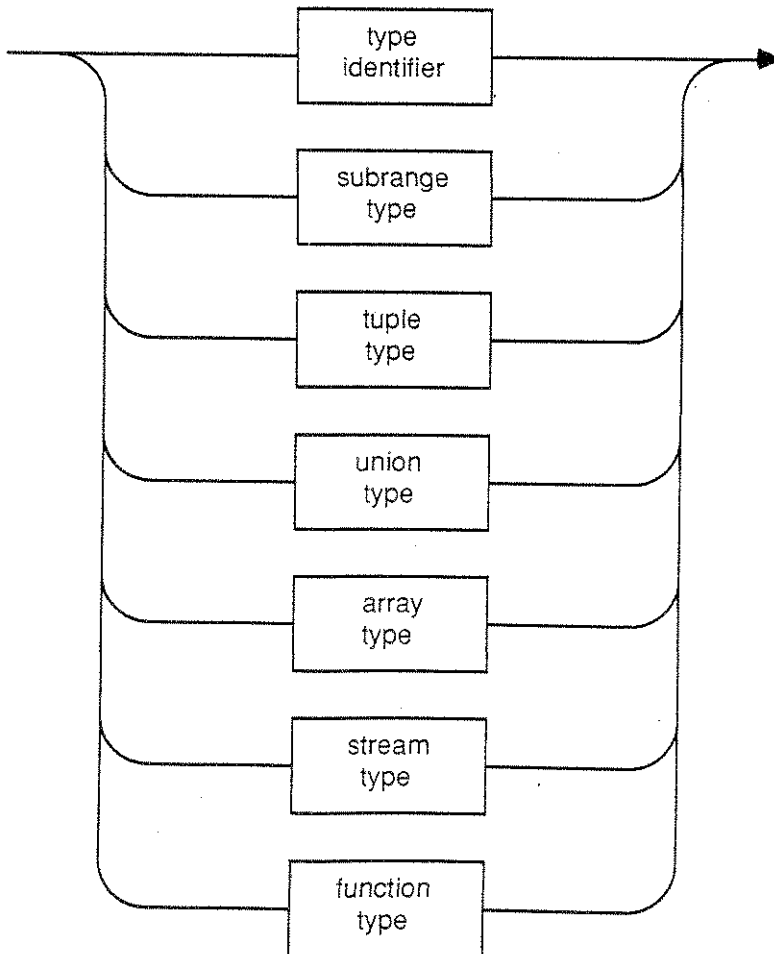 type
identifier
subrange
type
tuple
type
union
type
array
type
stream
type
function
type